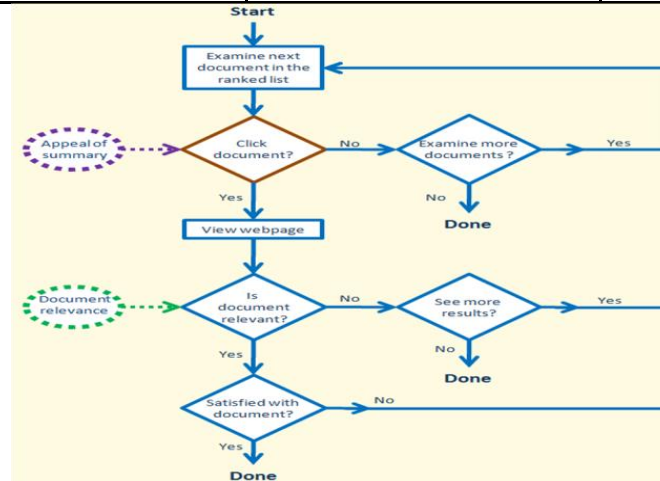 Start
Examine next
document in the
ranked list
Appeal of
summary
Click
document?
No
Examine more
documents ?
Yes
Yes
No
Done
View webpage
Document
relevance
Is
document
relevant?
No
See more
results?
Yes
Yes
No
Done
Satisfied with
document?
No
Yes
Done